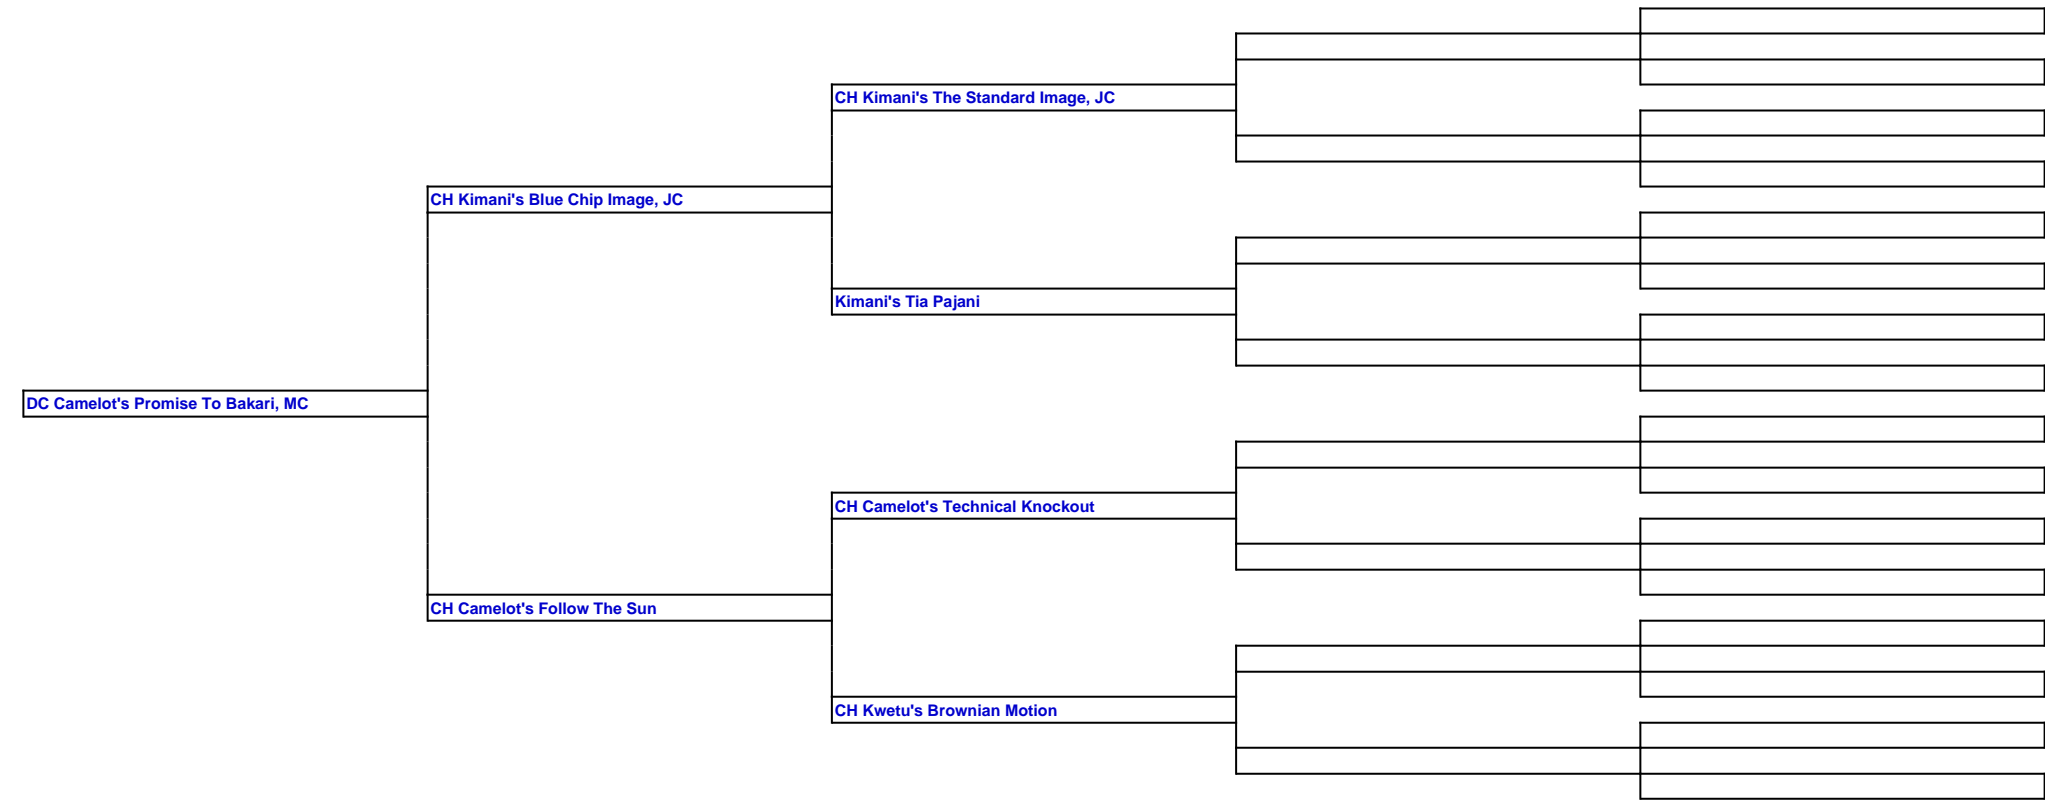 CH Kimani's The Standard Image, JC
CH Kimani's Blue Chip Image, JC
Kimani's Tia Pajani
DC Camelot's Promise To Bakari, MC
CH Camelot's Technical Knockout
CH Camelot's Follow The Sun
CH Kwetu's Brownian Motion